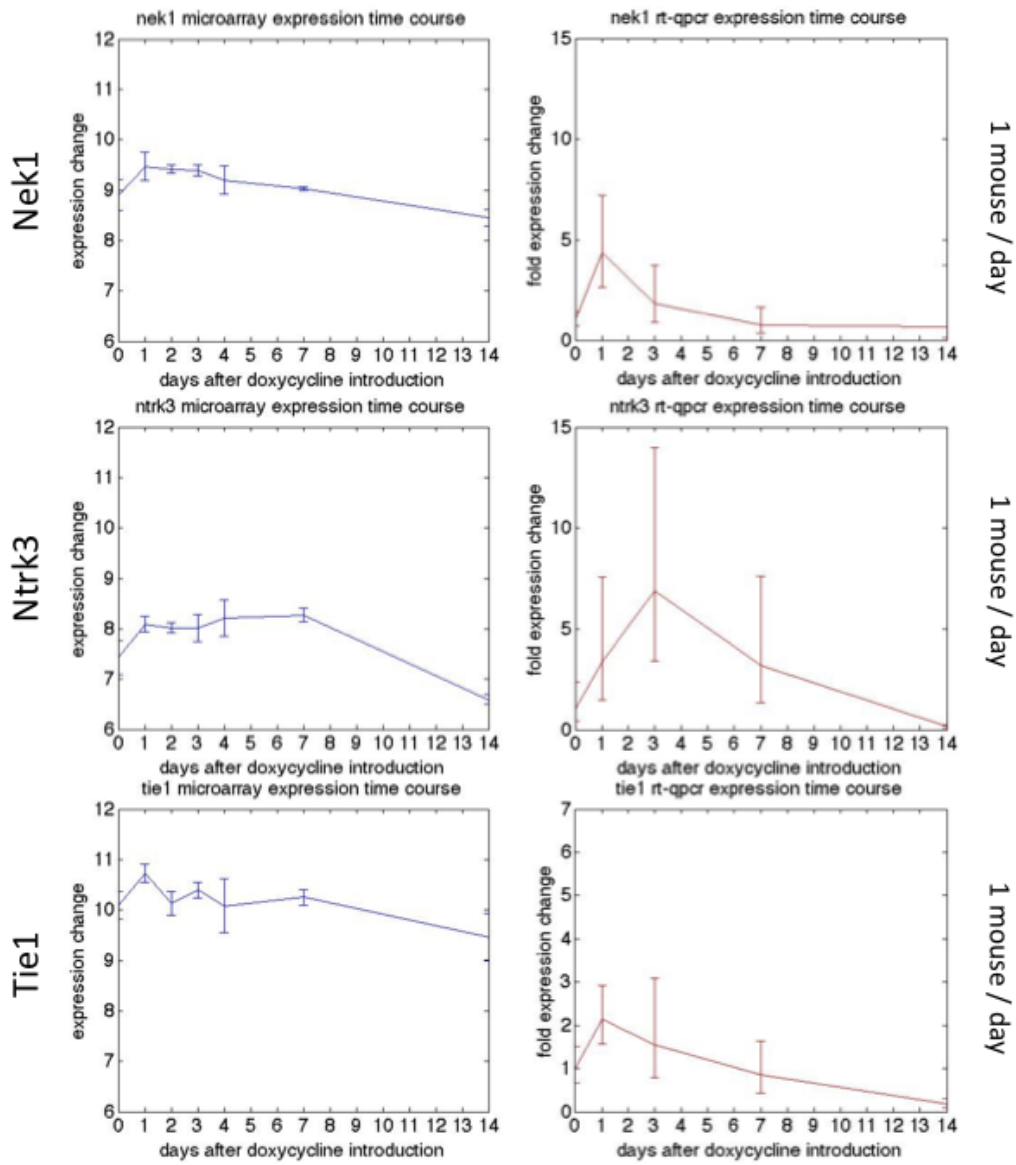 nek1 microarray expression time course
nek1 rt-qpcr expression time course
Nek1
expression change
12
11
10
9
8
7
6
0 1 2 3 4 5 6 7 8 9 10 11 12 13 14
days after doxycycline introduction
fold expression change
15
10
5
0
0 1 2 3 4 5 6 7 8 9 10 11 12 13 14
days after doxycycline introduction
1 mouse / day
ntrk3 microarray expression time course
ntrk3 rt-qpcr expression time course
Ntrk3
expression change
12
11
10
9
8
7
6
0 1 2 3 4 5 6 7 8 9 10 11 12 13 14
days after doxycycline introduction
fold expression change
15
10
5
0
0 1 2 3 4 5 6 7 8 9 10 11 12 13 14
days after doxycycline introduction
1 mouse / day
tie1 microarray expression time course
tie1 rt-qpcr expression time course
Tie1
expression change
12
11
10
9
8
7
6
0 1 2 3 4 5 6 7 8 9 10 11 12 13 14
days after doxycycline introduction
fold expression change
7
6
5
4
3
2
1
0
0 1 2 3 4 5 6 7 8 9 10 11 12 13 14
days after doxycycline introduction
1 mouse / day